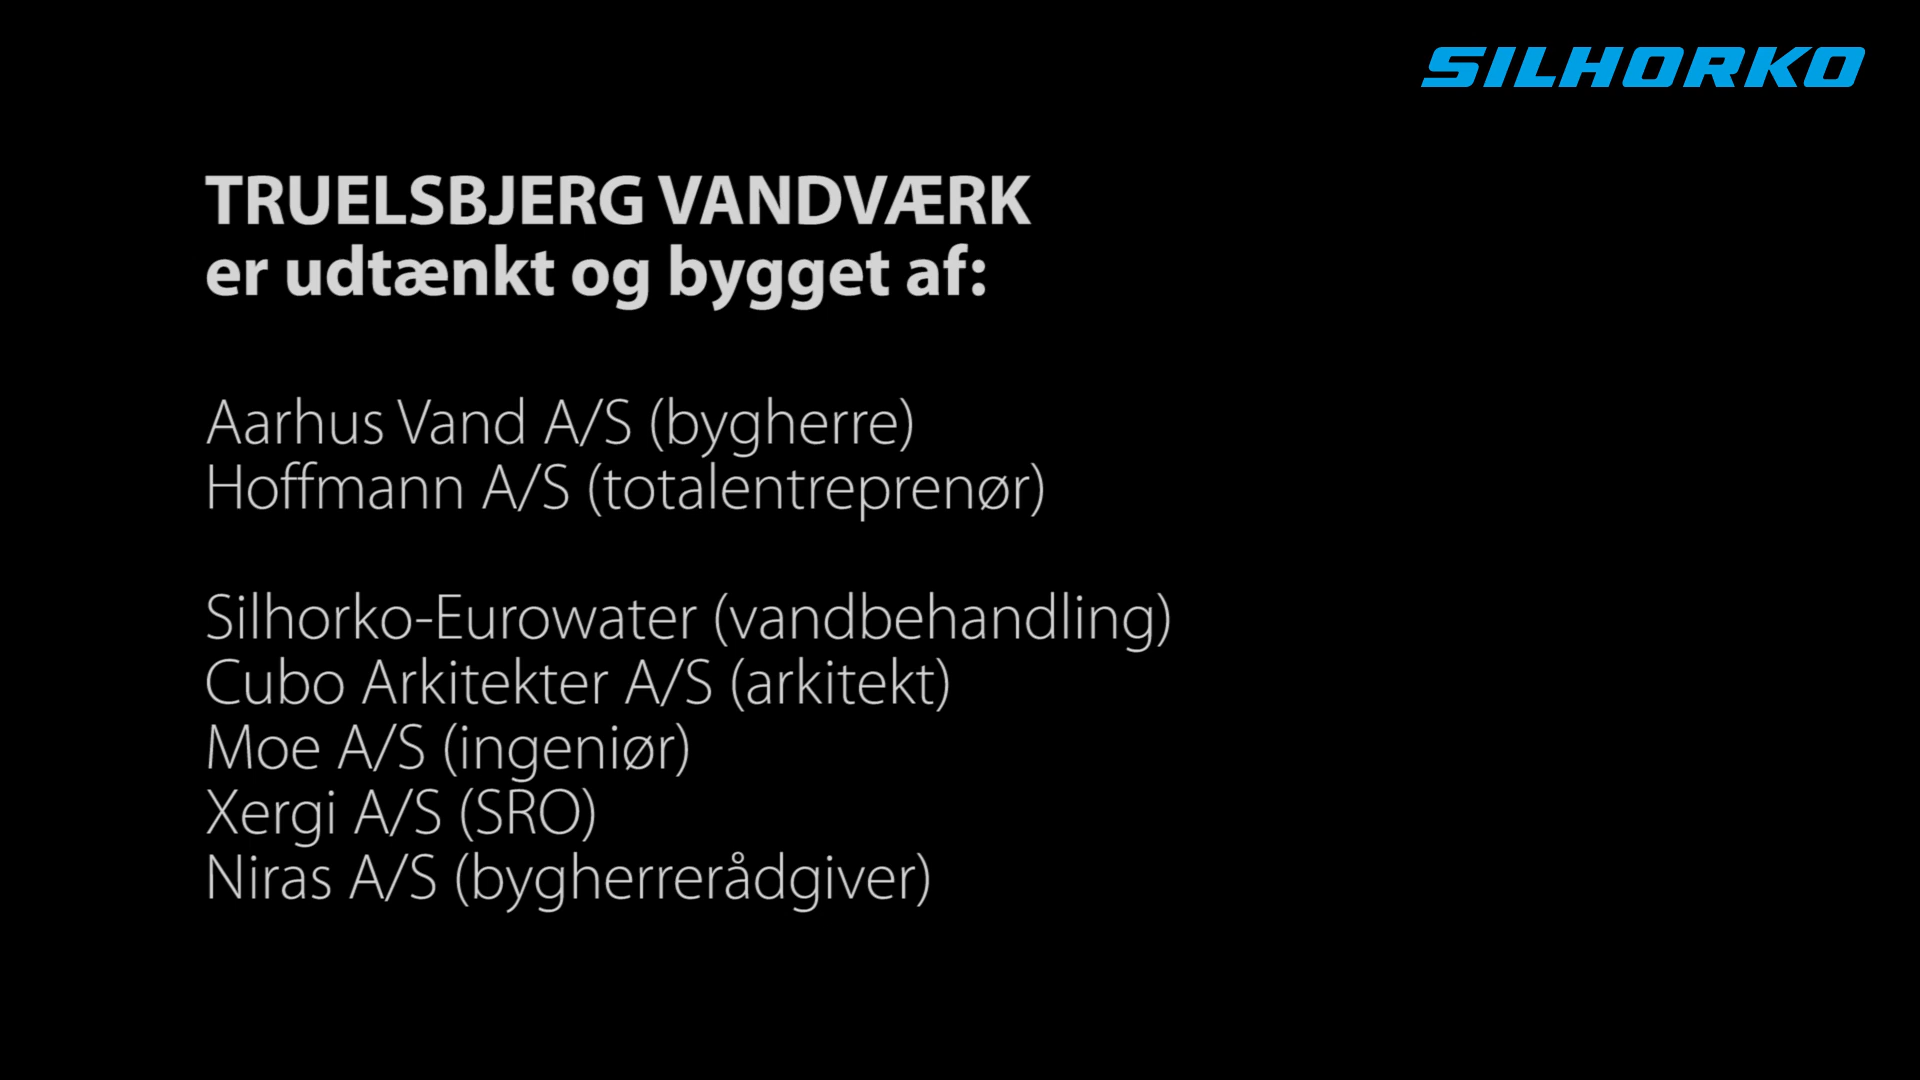 SILHORKO
TRUELSBJERG VANDVÆRK
er udtænkt og bygget af:
Aarhus Vand A/S (bygherre)
Hoffmann A/S (totalentreprenør)
Silhorko-Eurowater (vandbehandling)
Cubo Arkitekter A/S (arkitekt)
Moe A/S (ingeniør)
Xergi A/S (SRO)
Niras A/S (bygherrerådgiver)